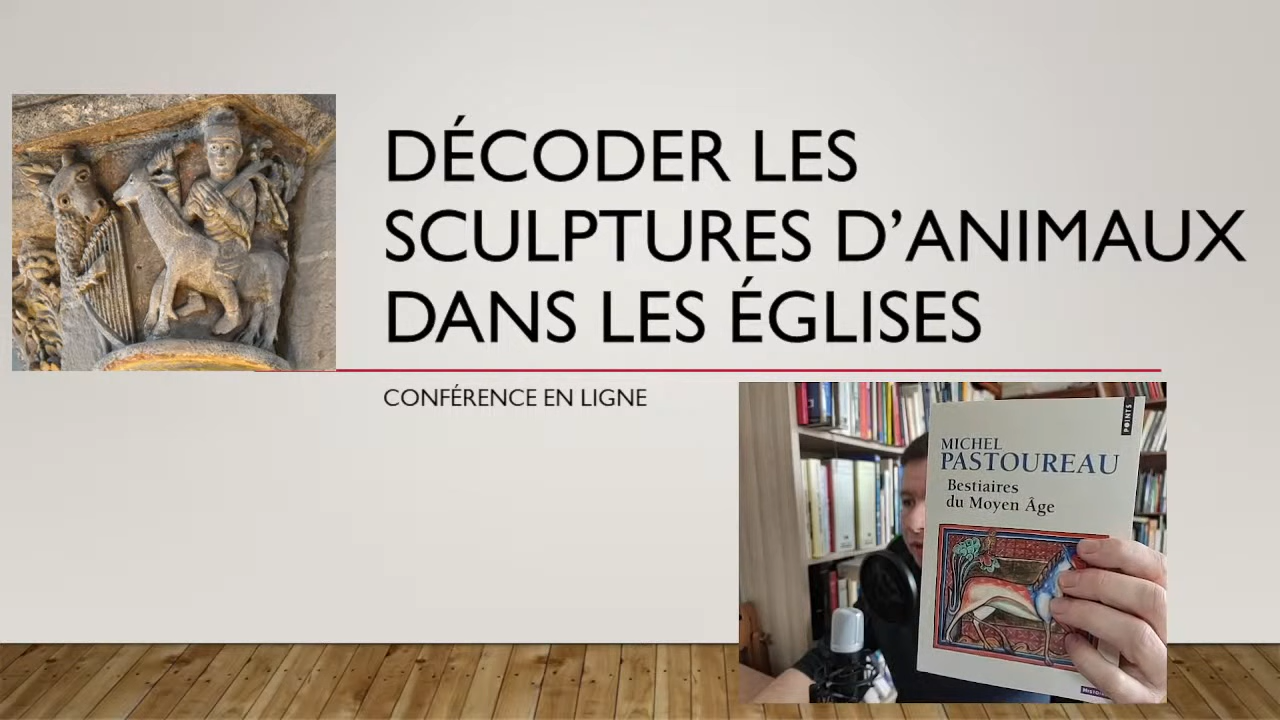 DÉCODER LES
SCULPTURES D’ANIMAUX
DANS LES ÉGLISES
CONFÉRENCE EN LIGNE
POINTS
MICHEL
PASTOUREAU
Bestiaires
du Moyen Âge